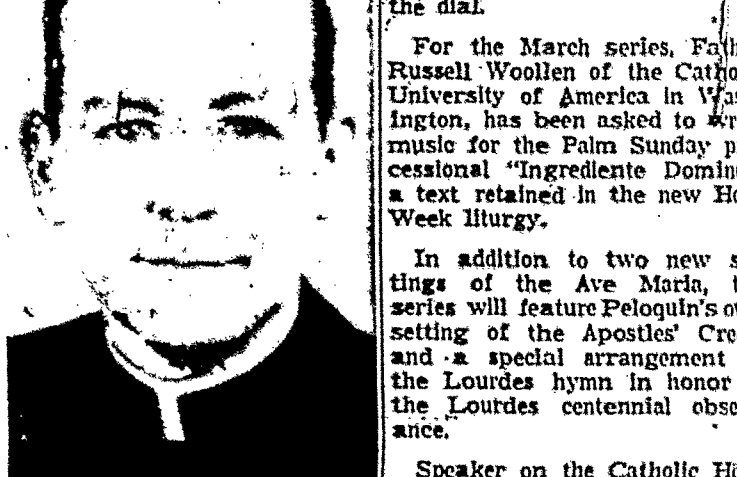 the dial.
For the March series, Fath
Russell Woollen of the Catho
University of America in Was
ington, has been asked to wr
music for the Palm Sunday p
cessional "Ingrediente Domin
a text retained in the new Ho
Week liturgy.
In addition to two new s
tings of the Ave Maria, t
series will feature Peloquin's ow
setting of the Apostles' Cre
and a special arrangement
the Lourdes hymn in honor
the Lourdes centennial obse
ance.
Speaker on the Catholic Ho